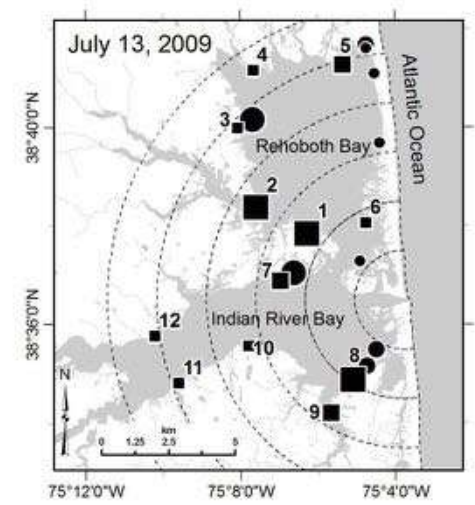 July 13, 2009
4
5
Atlantic Ocean
38°40'0"N
3
Rehoboth Bay
2
1
6
7
Indian River Bay
38°36'0"N
12
10
8
11
9
N
km
0 1.25 2.5 5
75°12'0"W 75°8'0"W 75°4'0"W